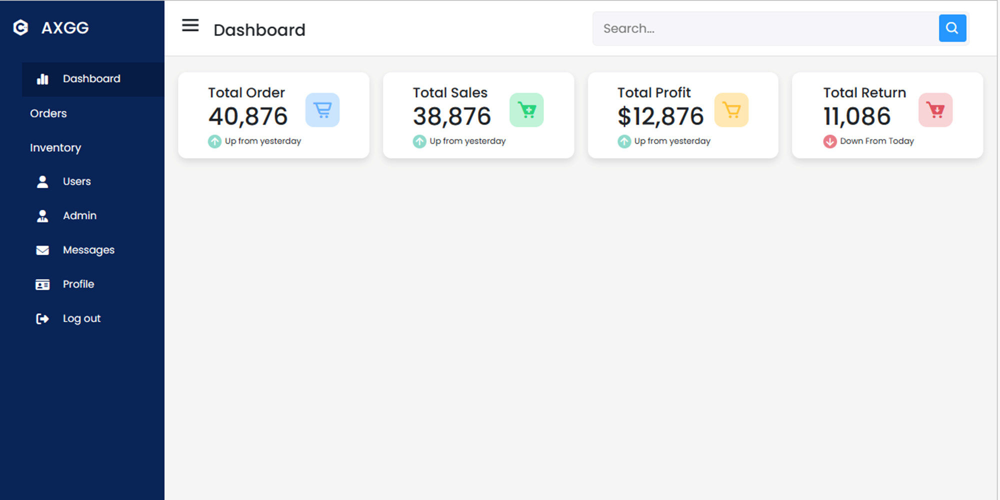 AXGG
Dashboard
Orders
Inventory
Users
Admin
Messages
Profile
Log out
Dashboard
Search...
Total Order
40,876
Up from yesterday
Total Sales
38,876
Up from yesterday
Total Profit
$12,876
Up from yesterday
Total Return
11,086
Down From Today